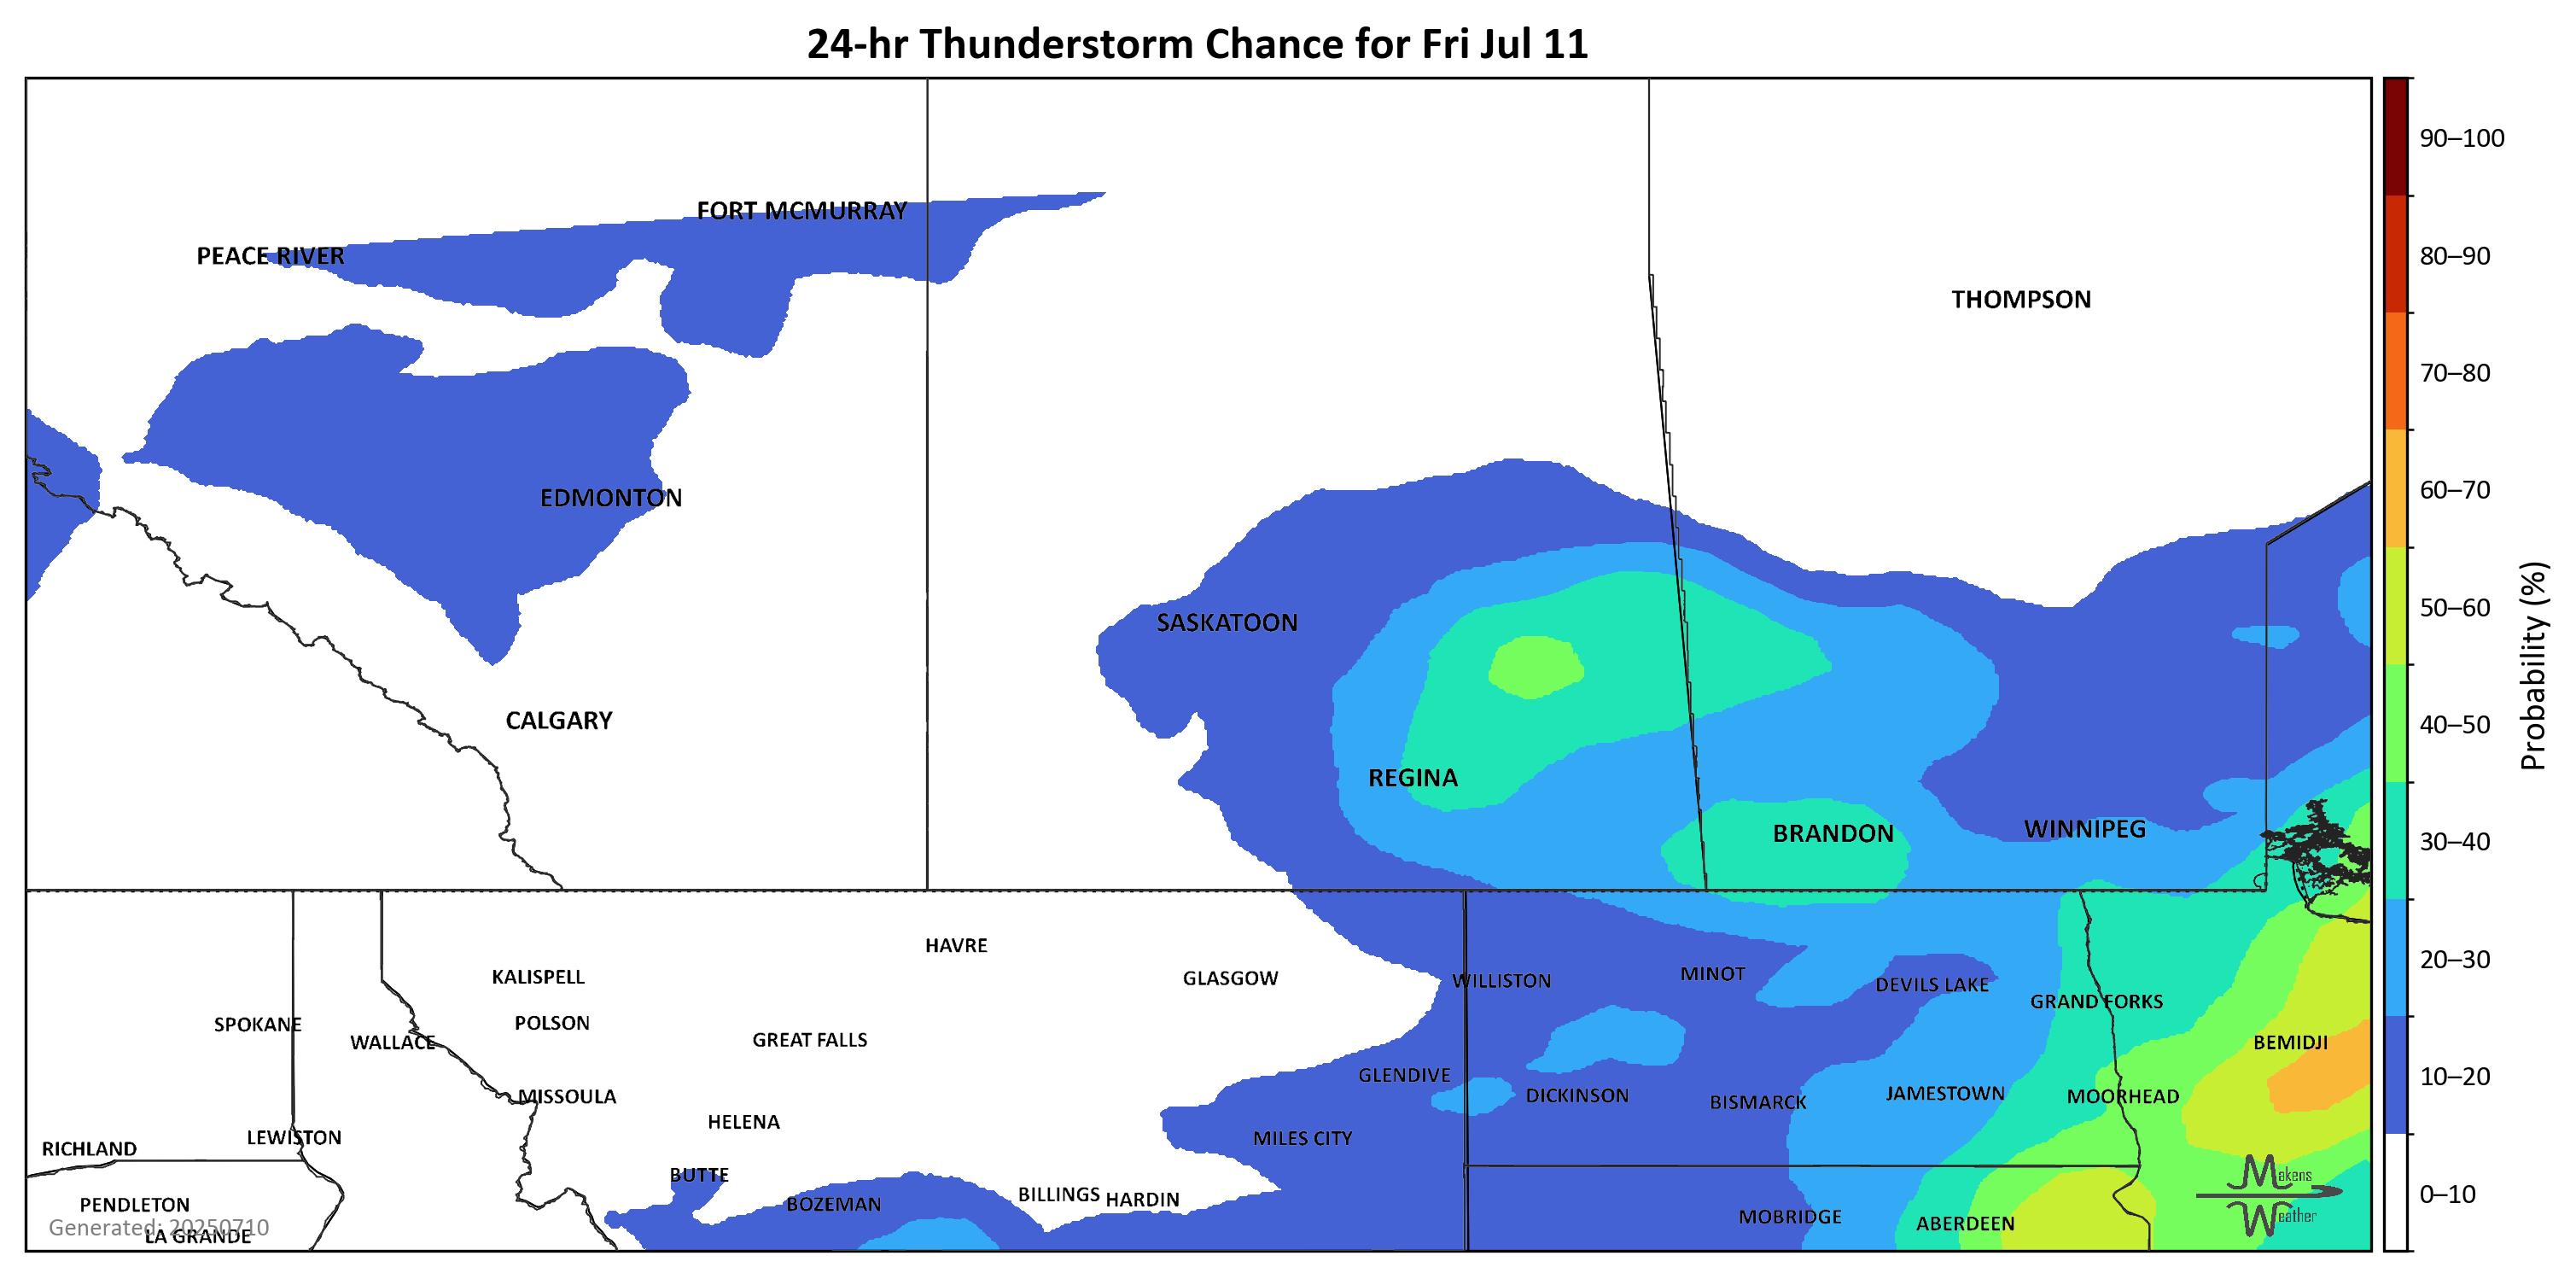 24-hr Thunderstorm Chance for Fri Jul 11
FORT MCMURRAY
PEACE RIVER
THOMPSON
EDMONTON
SASKATOON
CALGARY
REGINA
BRANDON
WINNIPEG
HAVRE
KALISPELL
GLASGOW
WILLISTON
MINOT
DEVILS LAKE
GRAND FORKS
SPOKANE
POLSON
WALLACE
GREAT FALLS
BEMIDJI
GLENDIVE
MISSOULA
DICKINSON
BISMARCK
JAMESTOWN
MOORHEAD
HELENA
LEWISTON
MILES CITY
RICHLAND
BUTTE
BILLINGS
HARDIN
PENDLETON
BOZEMAN
MOBRIDGE
ABERDEEN
Generated: 20250710
LA GRANDE
Makens
Weather
90–100
80–90
70–80
60–70
50–60
40–50
30–40
20–30
10–20
0–10
Probability (%)